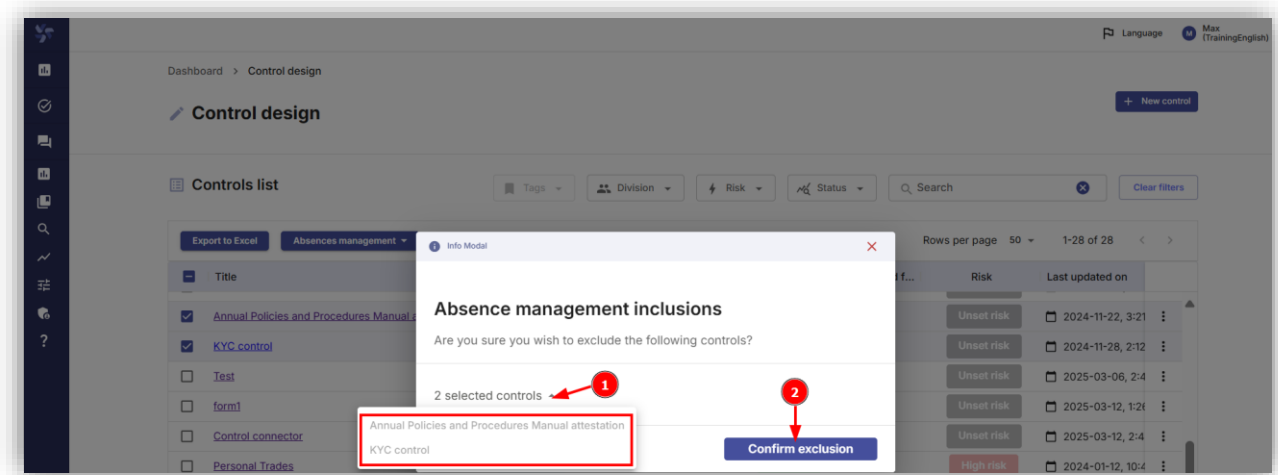 Language
M
Max
(TrainingEnglish)
Dashboard > Control design
Control design
+ New control
Controls list
Tags
Division
Risk
Status
Search
Clear filters
Export to Excel
Absences management
Rows per page 50
1-28 of 28
Info Modal
Title
d f...
Risk
Last updated on
Absence management inclusions
Are you sure you wish to exclude the following controls?
Annual Policies and Procedures Manual a
Unset risk
2024-11-22, 3:21
KYC control
Unset risk
2024-11-28, 2:12
Test
Unset risk
2025-03-06, 2:4
2 selected controls
1
2
form1
Unset risk
2025-03-12, 1:26
Annual Policies and Procedures Manual attestation
KYC control
Control connector
Unset risk
2025-03-12, 2:4
Confirm exclusion
Personal Trades
High risk
2024-01-12, 10:4
?